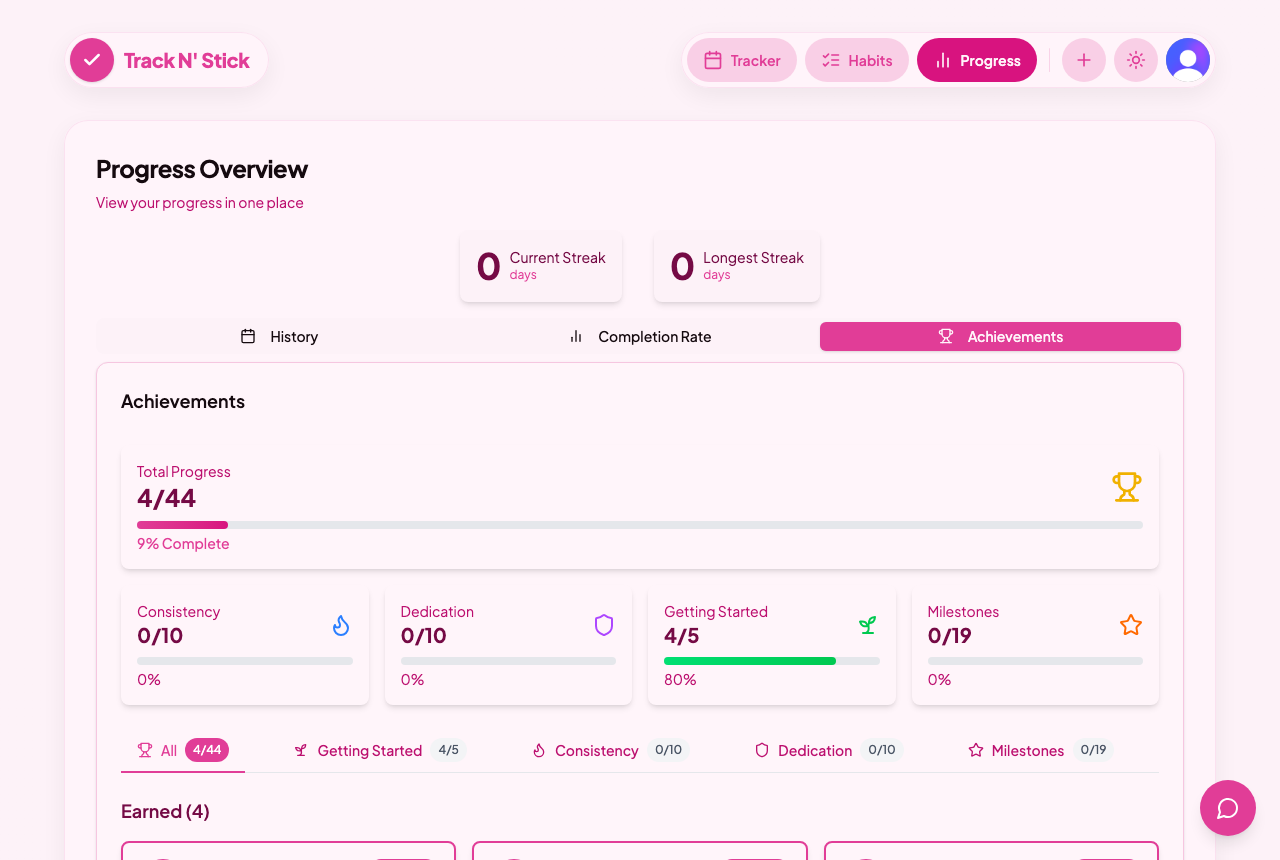 Track N' Stick
Tracker
Habits
Progress
Progress Overview
View your progress in one place
0
Current Streak
days
0
Longest Streak
days
History
Completion Rate
Achievements
Achievements
Total Progress
4/44
9% Complete
Consistency
0/10
0%
Dedication
0/10
0%
Getting Started
4/5
80%
Milestones
0/19
0%
All 4/44
Getting Started 4/5
Consistency 0/10
Dedication 0/10
Milestones 0/19
Earned (4)